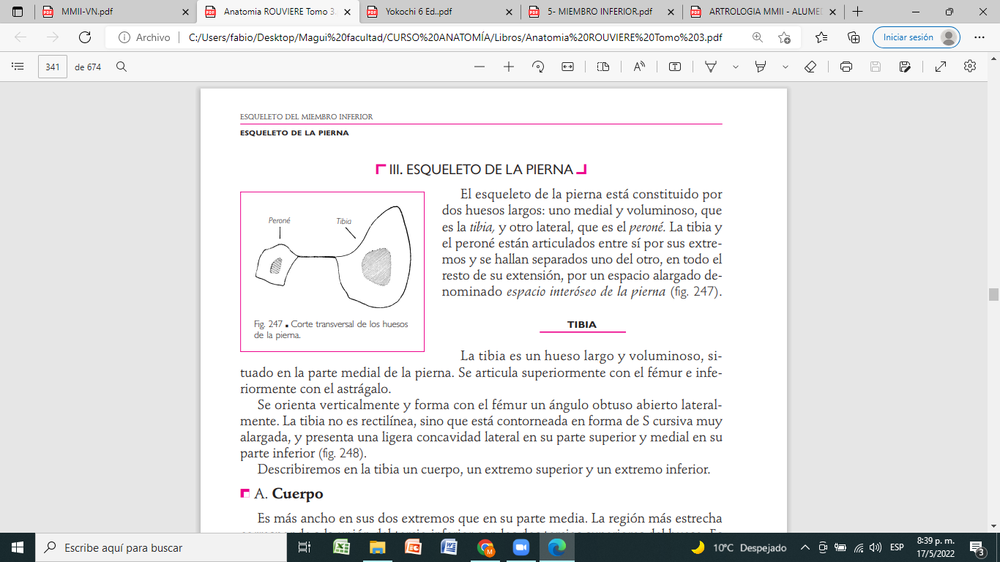 MMII-VN.pdf
Anatomia ROUVIERE Tomo 3.
Yokochi 6 Ed..pdf
5- MIEMBRO INFERIOR.pdf
ARTROLOGIA MMII - ALUMED
Archivo
C:/Users/fabio/Desktop/Magui%20facultad/CURSO%20ANATOMÍA/Libros/Anatomia%20ROUVIERE%20Tomo%203.pdf
Iniciar sesión
341 de 674
ESQUELETO DEL MIEMBRO INFERIOR
ESQUELETO DE LA PIERNA
III. ESQUELETO DE LA PIERNA
Peroné
Tibia
Fig. 247 ■ Corte transversal de los huesos
de la pierna.
El esqueleto de la pierna está constituido por
dos huesos largos: uno medial y voluminoso, que
es la tibia, y otro lateral, que es el peroné. La tibia y
el peroné están articulados entre sí por sus extre-
mos y se hallan separados uno del otro, en todo el
resto de su extensión, por un espacio alargado de-
nominado espacio interóseo de la pierna (fig. 247).
TIBIA
La tibia es un hueso largo y voluminoso, si-
tuado en la parte medial de la pierna. Se articula superiormente con el fémur e infe-
riormente con el astrágalo.
Se orienta verticalmente y forma con el fémur un ángulo obtuso abierto lateral-
mente. La tibia no es rectilínea, sino que está contorneada en forma de S cursiva muy
alargada, y presenta una ligera concavidad lateral en su parte superior y medial en su
parte inferior (fig. 248).
Describiremos en la tibia un cuerpo, un extremo superior y un extremo inferior.
A. Cuerpo
Es más ancho en sus dos extremos que en su parte media. La región más estrecha
Escribe aquí para buscar
10°C Despejado
ESP
8:39 p. m.
17/5/2022
3